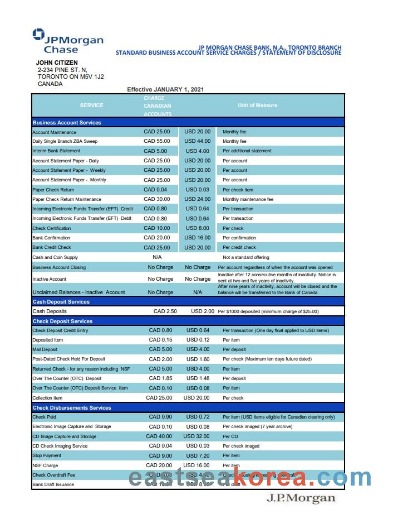 JPMorgan
Chase
JP MORGAN CHASE BANK, N.A., TORONTO BRANCH
STANDARD BUSINESS ACCOUNT SERVICE CHARGES / STATEMENT OF DISCLOSURE
JOHN CITIZEN
2-234 PINE ST. N,
TORONTO ON M5V 1J2
CANADA
Effective JANUARY 1, 2021
SERVICE CHARGE CANADIAN ACCOUNTS Unit of Measure
Business Account Services
Account Maintenance CAD 25.00 USD 20.00 Monthly fee
Daily Single Branch ZBA Sweep CAD 55.00 USD 44.00 Monthly fee
Interim Bank Statement CAD 5.00 USD 4.00 Per additional statement
Account Statement Paper - Daily CAD 25.00 USD 20.00 Per account
Account Statement Paper - Weekly CAD 25.00 USD 20.00 Per account
Account Statement Paper - Monthly CAD 25.00 USD 20.00 Per account
Paper Check Return CAD 0.04 USD 0.03 Per check item
Paper Check Return Maintenance CAD 30.00 USD 24.00 Monthly maintenance fee
Incoming Electronic Funds Transfer (EFT) Credit CAD 0.80 USD 0.64 Per transaction
Incoming Electronic Funds Transfer (EFT) Debit CAD 0.80 USD 0.64 Per transaction
Check Certification CAD 10.00 USD 8.00 Per check
Bank Confirmation CAD 20.00 USD 16.00 Per confirmation
Bank Credit Check CAD 25.00 USD 20.00 Per credit check
Cash and Coin Supply N/A Not a standard offering
Business Account Closing No Charge No Charge Per account regardless of when the account was opened
Inactive Account No Charge No Charge Inactive after 12 consecutive months of inactivity. Notice is sent at two and five years of inactivity.
Unclaimed Balances - Inactive Account No Charge N/A After nine years of inactivity, account will be closed and the balance will be transferred to the Bank of Canada
Cash Deposit Services
Cash Deposits CAD 2.50 USD 2.00 Per $1000 deposited (minimum charge of $25.00)
Check Deposit Services
Check Deposit Credit Entry CAD 0.80 USD 0.64 Per transaction (One day float applied to USD items)
Deposited Item CAD 0.15 USD 0.12 Per item
Mail Deposit CAD 5.00 USD 4.00 Per deposit
Post-Dated Check Held For Deposit CAD 2.00 USD 1.60 Per check (Maximum ten days future dated)
Returned Check - for any reason including NSF CAD 5.00 USD 4.00 Per item
Over The Counter (OTC) Deposit CAD 1.85 USD 1.48 Per deposit
Over The Counter (OTC) Deposit Service Item CAD 0.10 USD 0.08 Per item
Collection Item CAD 25.00 USD 20.00 Per check
Check Disbursements Services
Check Paid CAD 0.90 USD 0.72 Per item (USD items eligible for Canadian clearing only)
Electronic Image Capture and Storage CAD 0.10 USD 0.08 Per check imaged (7 year archive)
CD Image Capture and Storage CAD 40.00 USD 32.00 Per CD
CD Check Imaging Service CAD 0.04 USD 0.03 Per check imaged
Stop Payment CAD 9.00 USD 7.20 Per item
NSF Charge CAD 20.00 USD 16.00 Per item
Check Overdraft Fee
Bank Draft Issuance
eastseakorea.com
J.P.Morgan